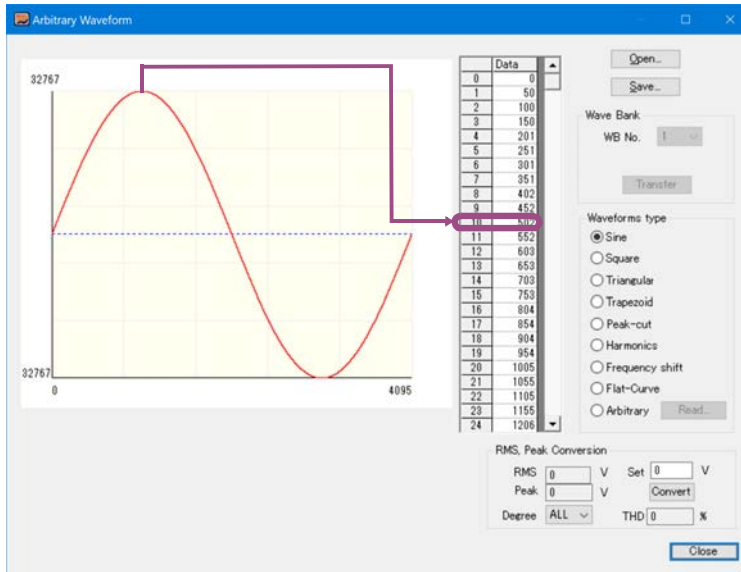 Arbitrary Waveform
32767
32767
0 4095
Data
0 0
1 50
2 100
3 150
4 201
5 251
6 301
7 351
8 402
9 452
10 502
11 552
12 603
13 653
14 703
15 753
16 804
17 854
18 904
19 954
20 1005
21 1055
22 1105
23 1155
24 1206
Open...
Save...
Wave Bank
WB No. 1
Transfer
Waveforms type
Sine
Square
Triangular
Trapezoid
Peak-cut
Harmonics
Frequency shift
Flat-Curve
Arbitrary Read...
RMS, Peak Conversion
RMS 0 V Set 0 V
Peak 0 V Convert
Degree ALL THD 0 %
Close